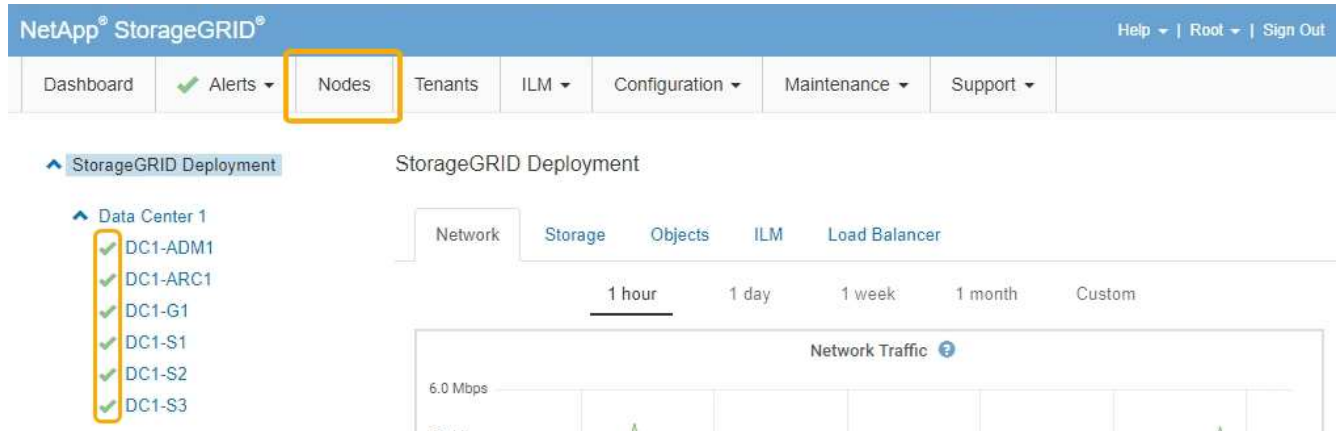 NetApp® StorageGRID®
Help | Root | Sign Out
Dashboard Alerts Nodes Tenants ILM Configuration Maintenance Support
StorageGRID Deployment
StorageGRID Deployment
Data Center 1
DC1-ADM1
DC1-ARC1
DC1-G1
DC1-S1
DC1-S2
DC1-S3
Network Storage Objects ILM Load Balancer
1 hour 1 day 1 week 1 month Custom
Network Traffic ?
6.0 Mbps